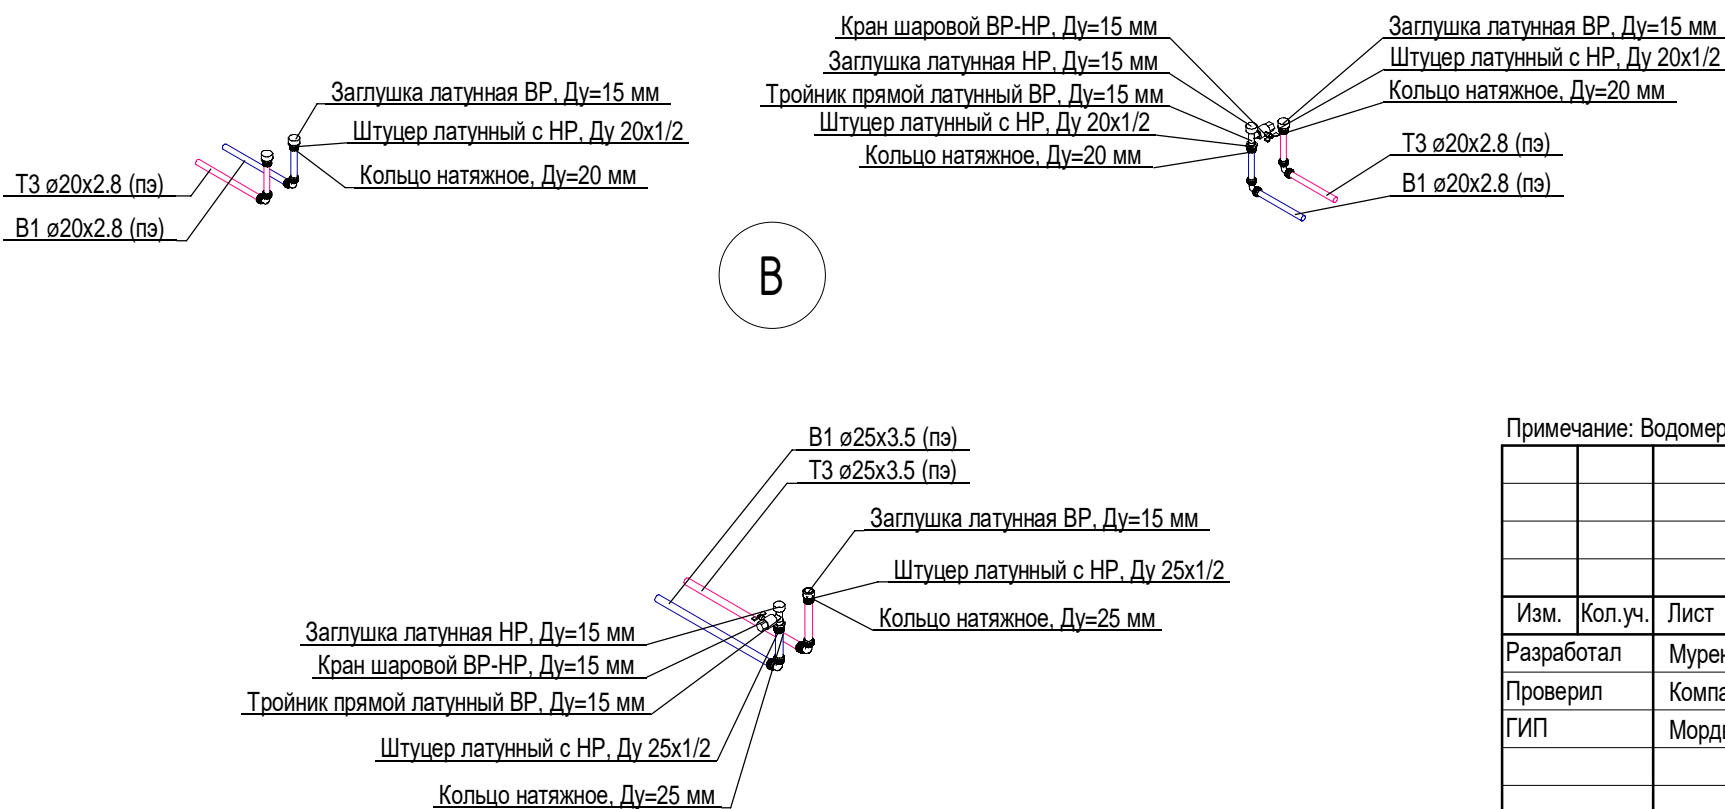 Заглушка латунная ВР, Ду=15 мм
Штуцер латунный с НР, Ду 20х1/2
Кольцо натяжное, Ду=20 мм
Т3 ø20х2.8 (пэ)
В1 ø20х2.8 (пэ)
Кран шаровой ВР-НР, Ду=15 мм
Заглушка латунная НР, Ду=15 мм
Тройник прямой латунный ВР, Ду=15 мм
Штуцер латунный с НР, Ду 20х1/2
Кольцо натяжное, Ду=20 мм
Заглушка латунная ВР, Ду=15 мм
Штуцер латунный с НР, Ду 20х1/2
Кольцо натяжное, Ду=20 мм
Т3 ø20х2.8 (пэ)
В1 ø20х2.8 (пэ)
В
В1 ø25х3.5 (пэ)
Т3 ø25х3.5 (пэ)
Заглушка латунная ВР, Ду=15 мм
Штуцер латунный с НР, Ду 25х1/2
Кольцо натяжное, Ду=25 мм
Заглушка латунная НР, Ду=15 мм
Кран шаровой ВР-НР, Ду=15 мм
Тройник прямой латунный ВР, Ду=15 мм
Штуцер латунный с НР, Ду 25х1/2
Кольцо натяжное, Ду=25 мм
Примечание: Водомер
Изм. Кол.уч. Лист
Разработал Мурен
Проверил Компа
ГИП